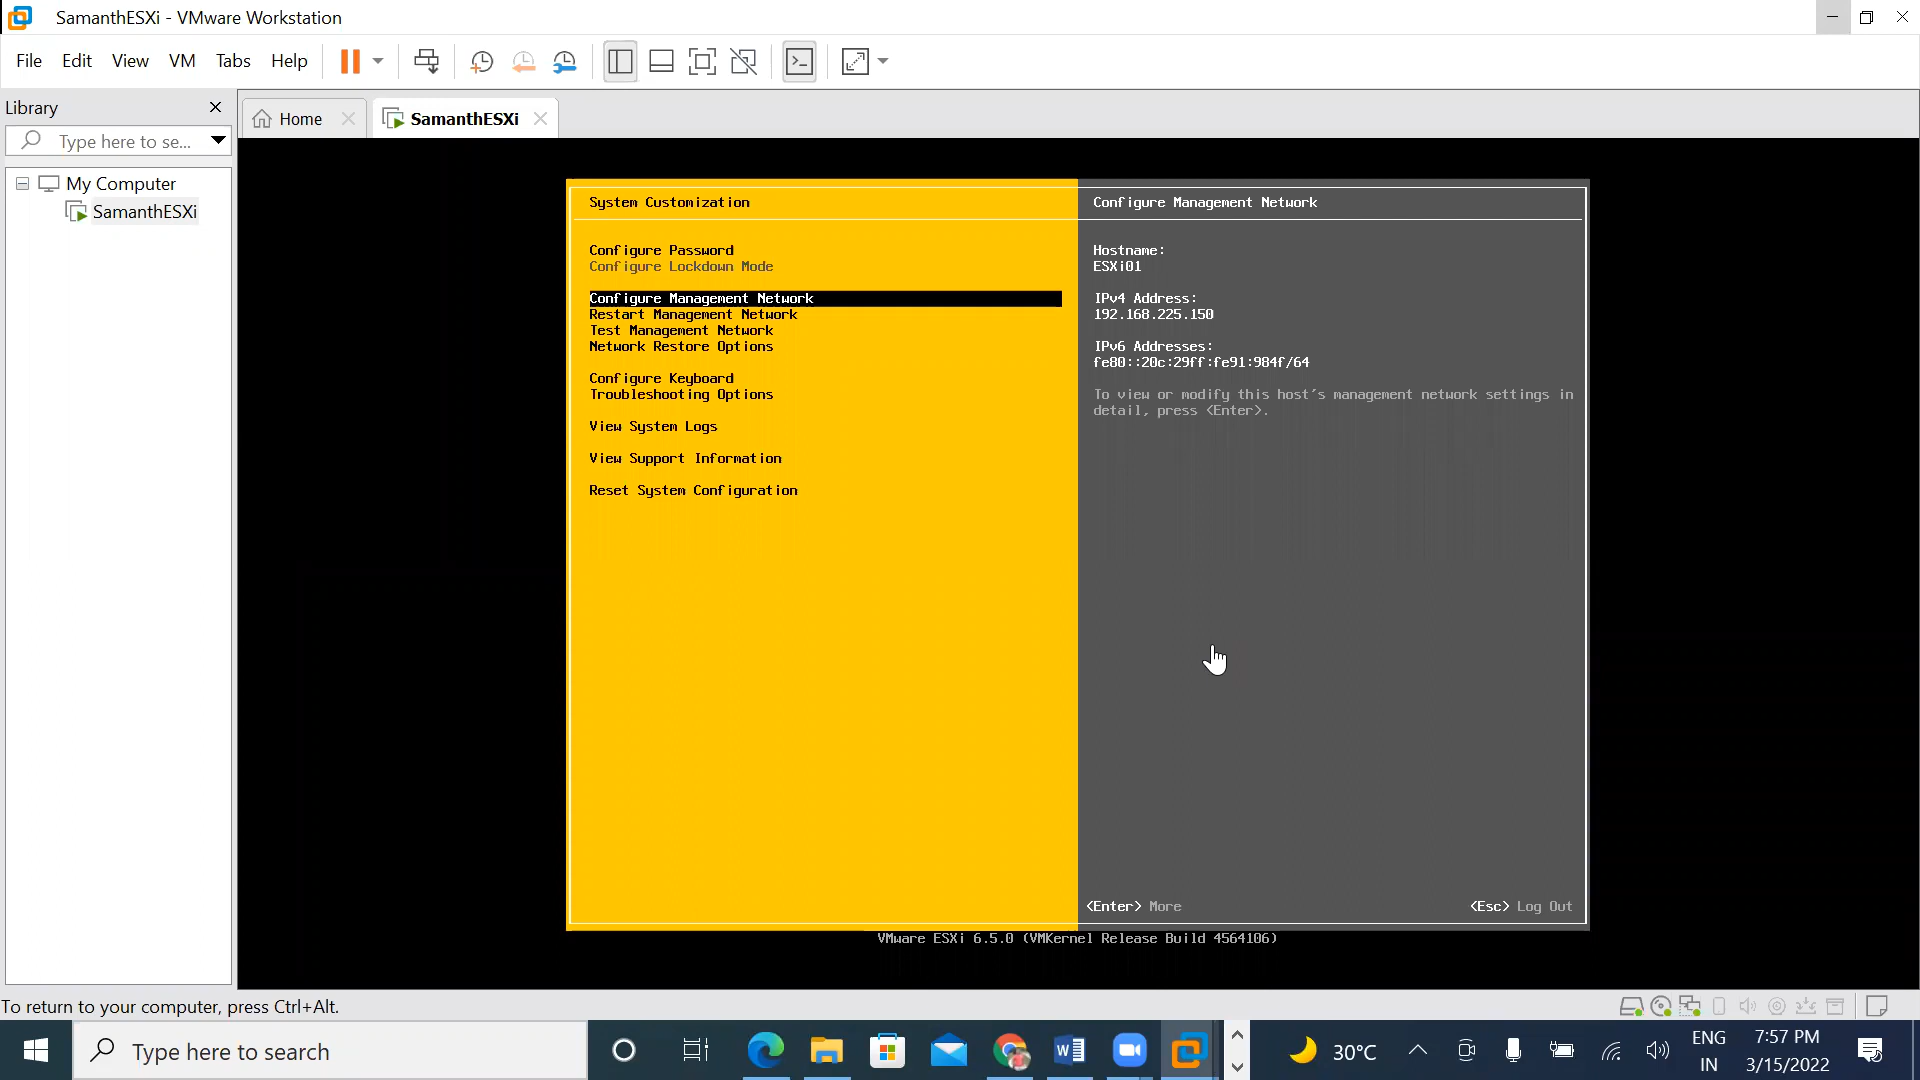 SamanthESXi - VMware Workstation
File Edit View VM Tabs Help
Library
Type here to se...
My Computer
SamanthESXi
Home
SamanthESXi
System Customization
Configure Password
Configure Lockdown Mode
Configure Management Network
Restart Management Network
Test Management Network
Network Restore Options
Configure Keyboard
Troubleshooting Options
View System Logs
View Support Information
Reset System Configuration
Configure Management Network
Hostname:
ESXi01
IPv4 Address:
192.168.225.150
IPv6 Addresses:
fe80::20c:29ff:fe91:984f/64
To view or modify this host's management network settings in
detail, press <Enter>.
<Enter> More
<Esc> Log Out
VMware ESXi 6.5.0 (VMKernel Release Build 4564106)
To return to your computer, press Ctrl+Alt.
Type here to search
30°C
ENG
IN
7:57 PM
3/15/2022